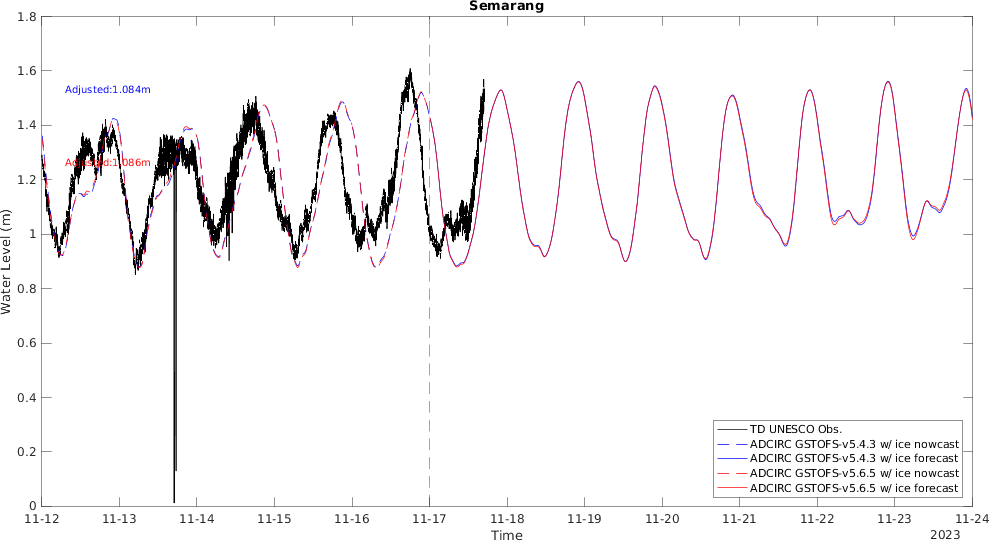 Semarang
1.8
1.6
1.4
1.2
1
0.8
0.6
0.4
0.2
0
Water Level (m)
Adjusted:1.084m
Adjusted:1.086m
TD UNESCO Obs.
ADCIRC GSTOFS-v5.4.3 w/ ice nowcast
ADCIRC GSTOFS-v5.4.3 w/ ice forecast
ADCIRC GSTOFS-v5.6.5 w/ ice nowcast
ADCIRC GSTOFS-v5.6.5 w/ ice forecast
11-12 11-13 11-14 11-15 11-16 11-17 11-18 11-19 11-20 11-21 11-22 11-23 11-24
Time
2023